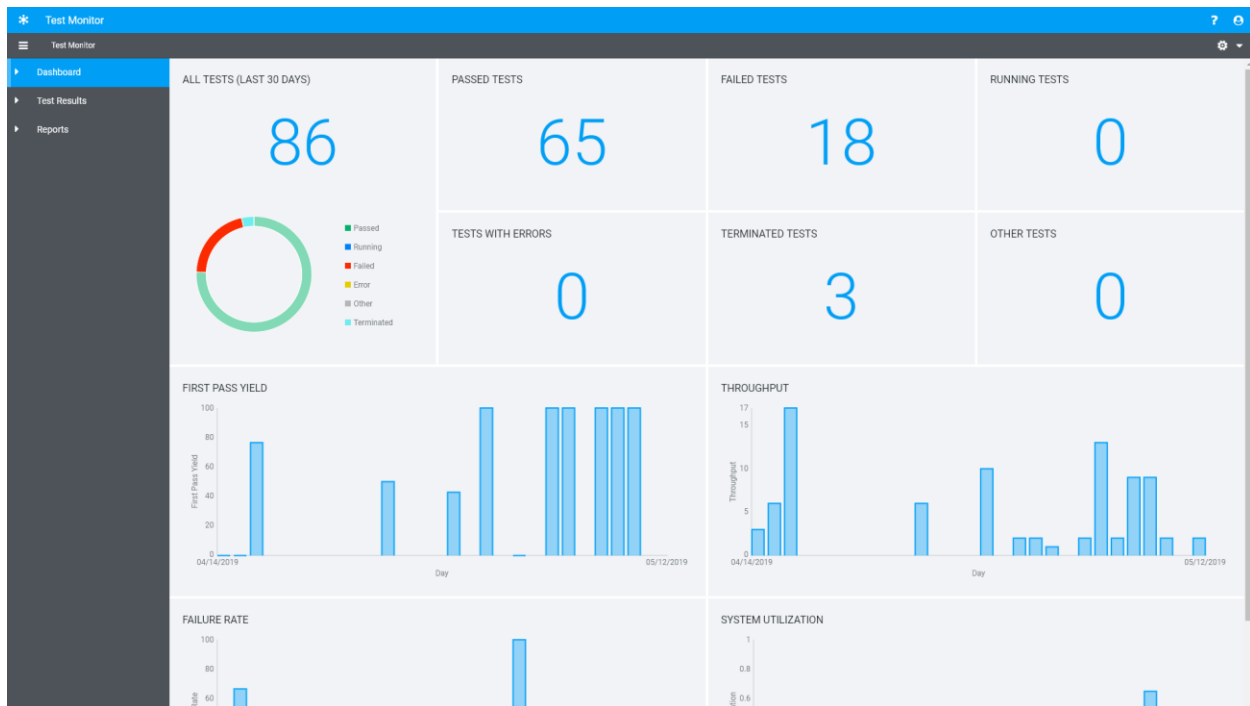 Test Monitor
?
Test Monitor
Dashboard
Test Results
Reports
ALL TESTS (LAST 30 DAYS)
86
Passed
Running
Failed
Error
Other
Terminated
PASSED TESTS
65
FAILED TESTS
18
RUNNING TESTS
0
TESTS WITH ERRORS
0
TERMINATED TESTS
3
OTHER TESTS
0
FIRST PASS YIELD
100
80
60
40
20
0
First Pass Yield
04/14/2019
05/12/2019
Day
THROUGHPUT
17
15
10
5
0
Throughput
04/14/2019
05/12/2019
Day
FAILURE RATE
100
80
60
SYSTEM UTILIZATION
1
0.8
0.6